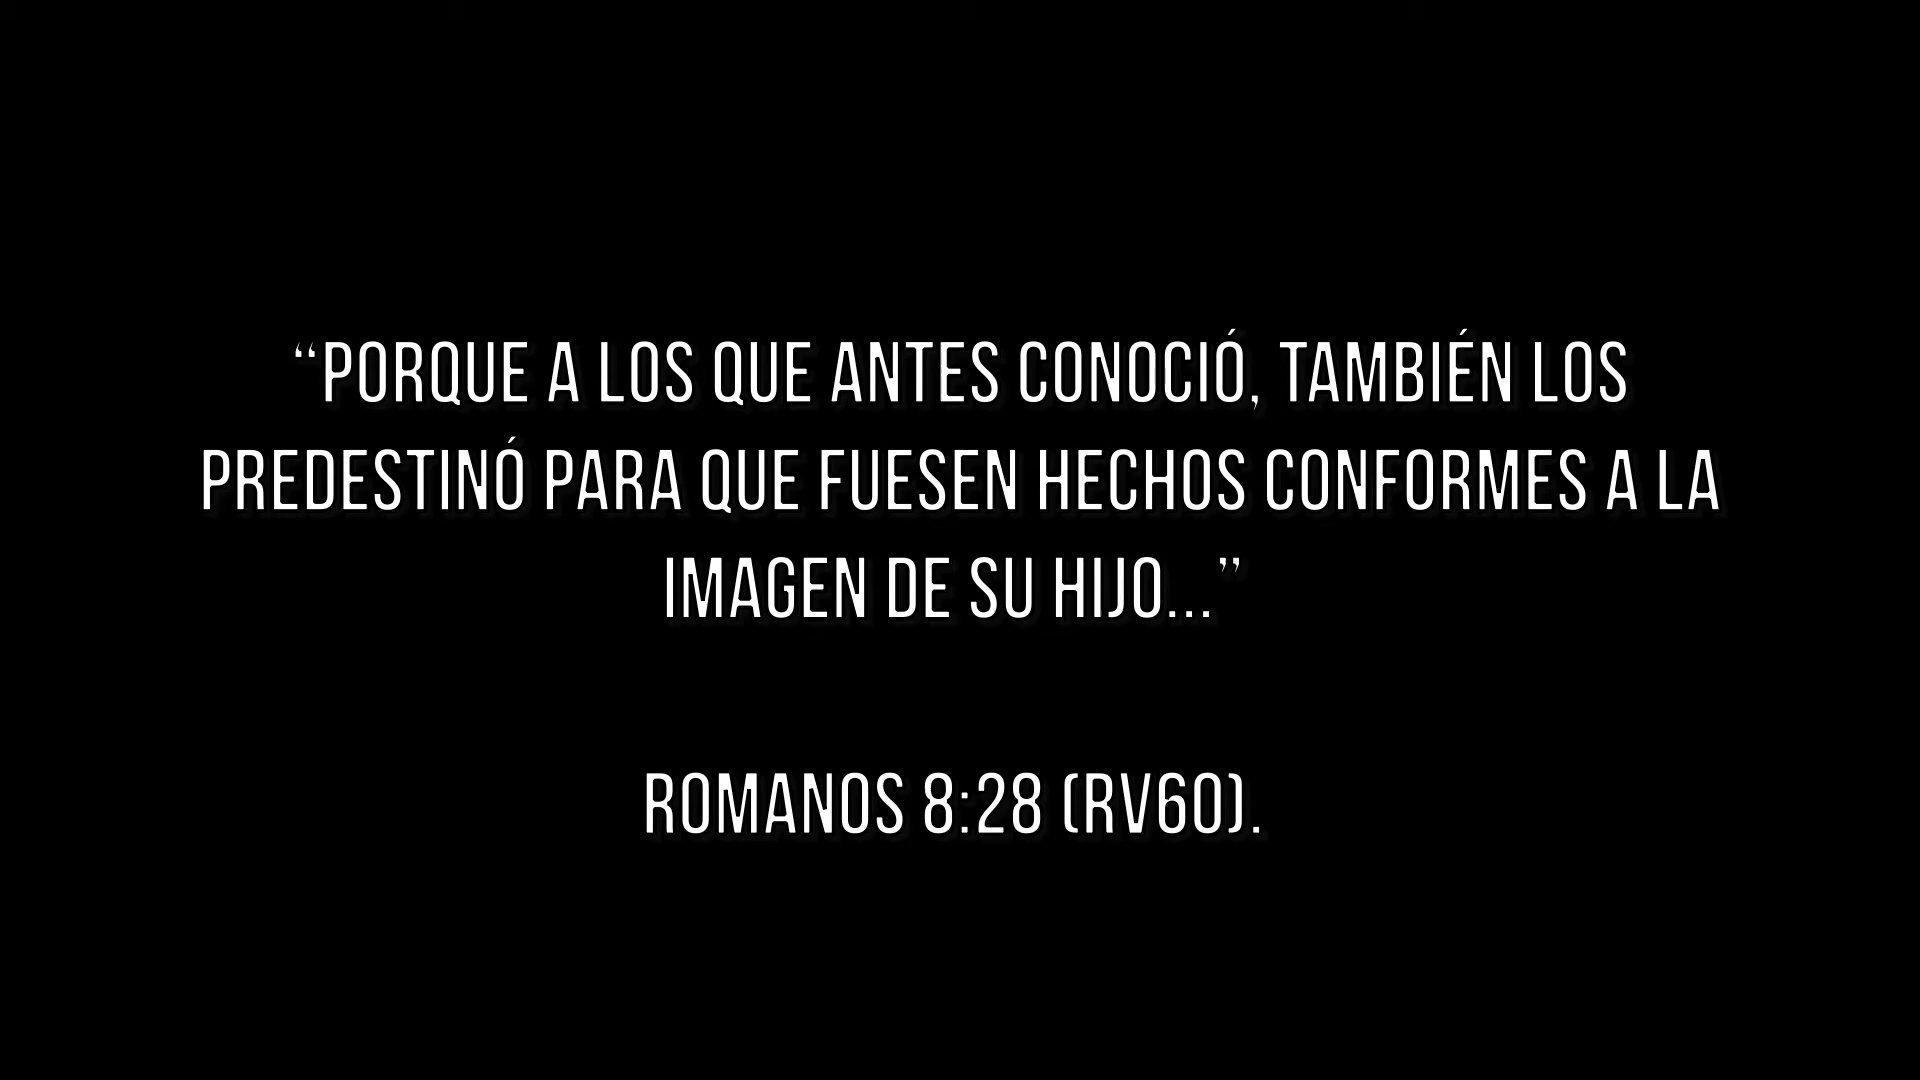 “PORQUE A LOS QUE ANTES CONOCIÓ, TAMBIÉN LOS
PREDESTINÓ PARA QUE FUESEN HECHOS CONFORMES A LA
IMAGEN DE SU HIJO...”
ROMANOS 8:28 (RV60).